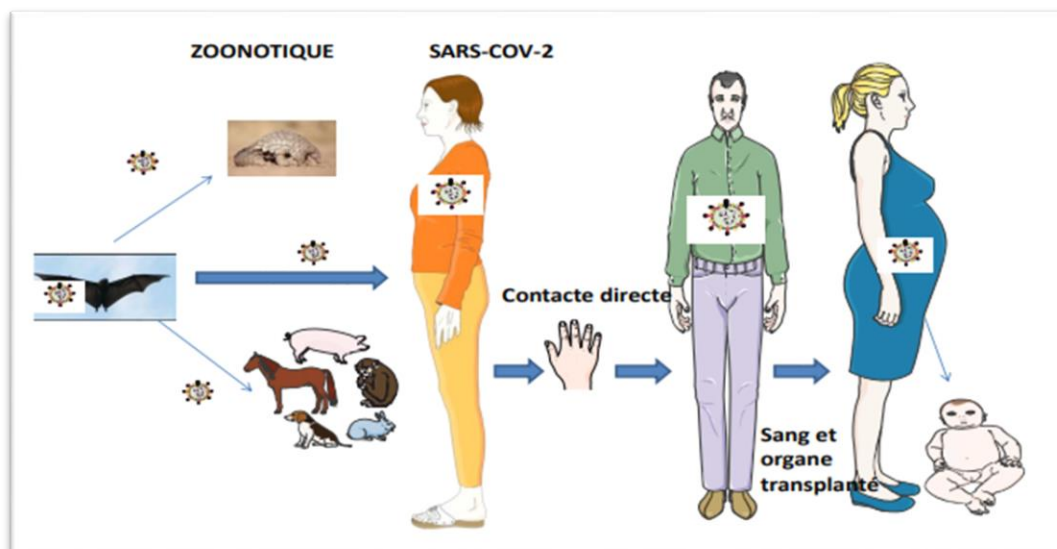 ZOONOTIQUE
SARS-COV-2
Contacte directe
Sang et
organe
transplanté